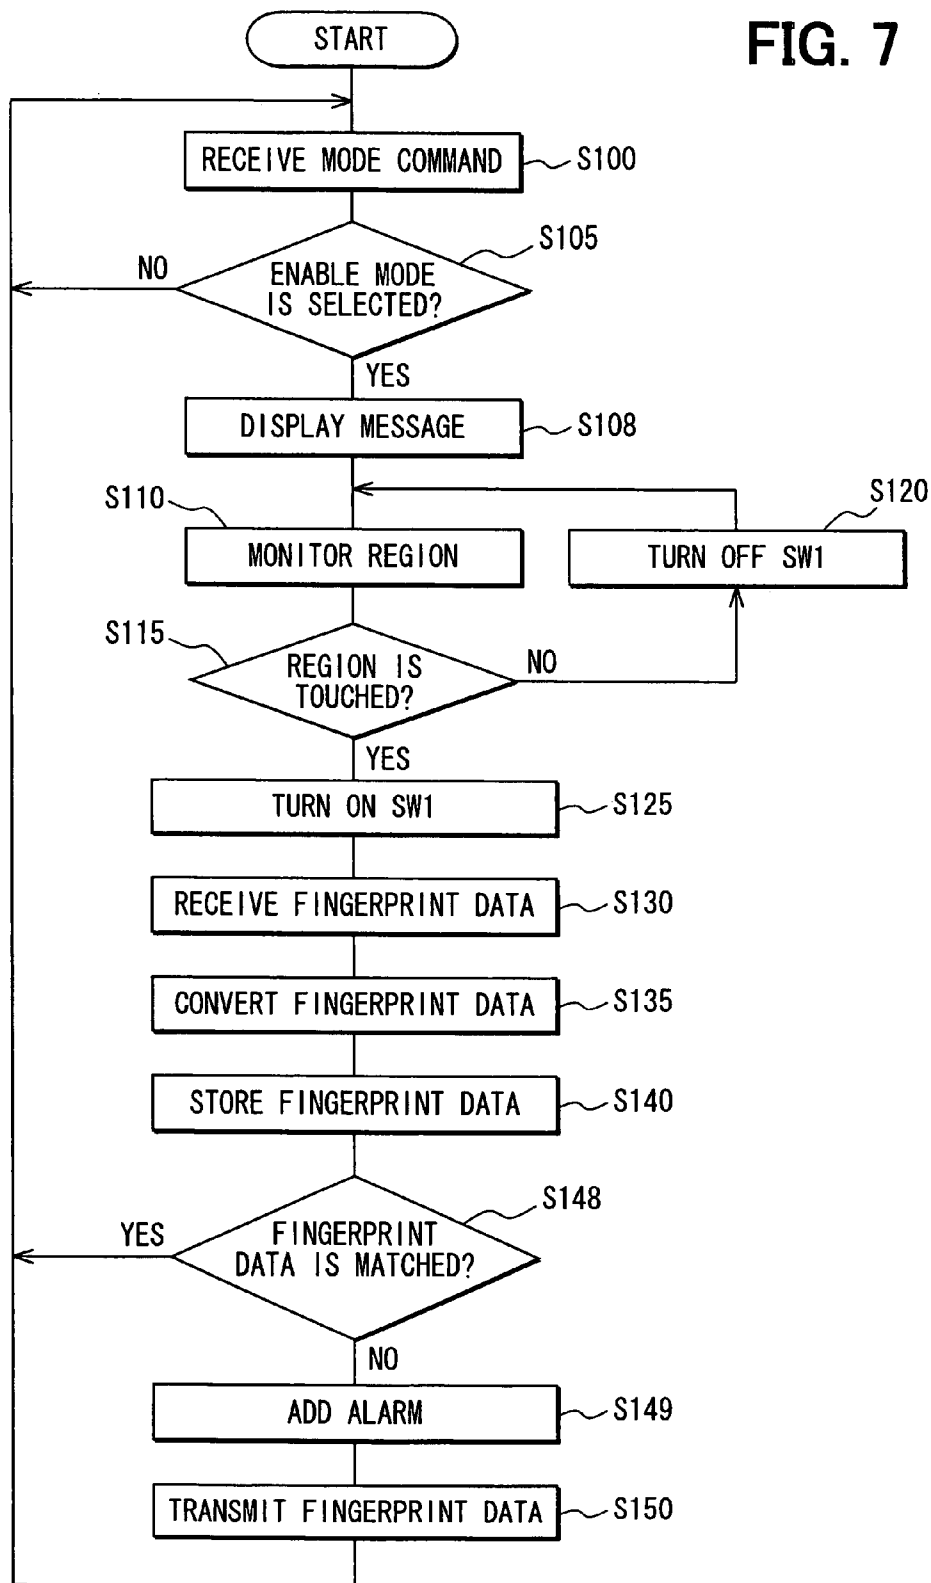 FIG. 7
START
RECEIVE MODE COMMAND
S100
S105
NO
ENABLE MODE
IS SELECTED?
YES
DISPLAY MESSAGE
S108
S110
S120
MONITOR REGION
TURN OFF SW1
S115
REGION IS
TOUCHED?
NO
YES
TURN ON SW1
S125
RECEIVE FINGERPRINT DATA
S130
CONVERT FINGERPRINT DATA
S135
STORE FINGERPRINT DATA
S140
S148
YES
FINGERPRINT
DATA IS MATCHED?
NO
ADD ALARM
S149
TRANSMIT FINGERPRINT DATA
S150